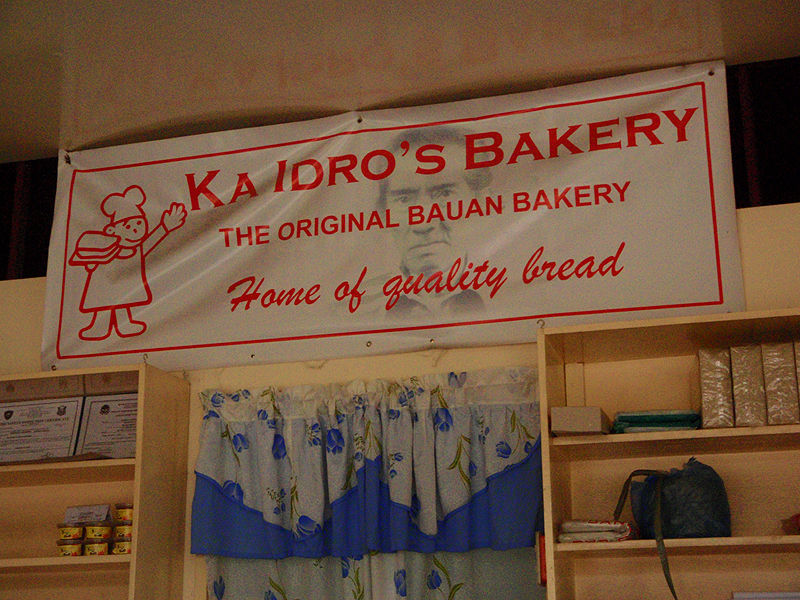 KA IDRO'S BAKERY
THE ORIGINAL BAUAN BAKERY
Home of quality bread